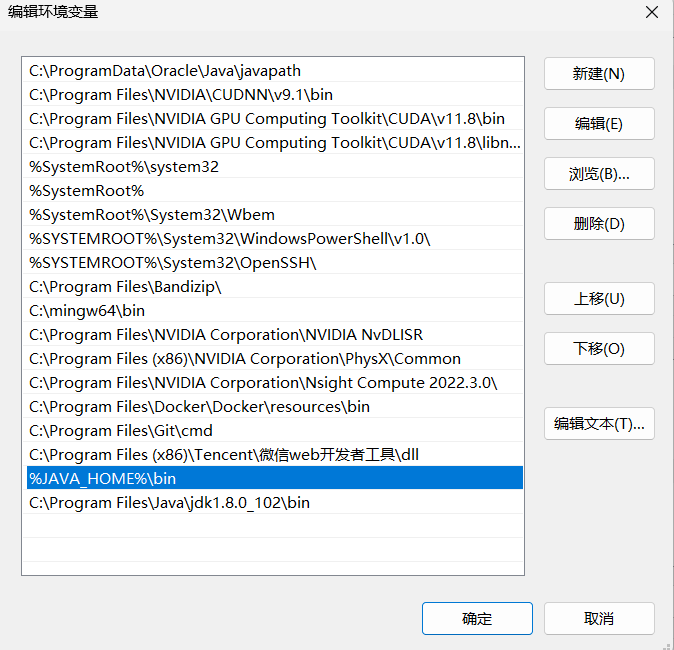 编辑环境变量
C:\ProgramData\Oracle\Java\javapath
C:\Program Files\NVIDIA\CUDNN\v9.1\bin
C:\Program Files\NVIDIA GPU Computing Toolkit\CUDA\v11.8\bin
C:\Program Files\NVIDIA GPU Computing Toolkit\CUDA\v11.8\libn...
%SystemRoot%\system32
%SystemRoot%
%SystemRoot%\System32\Wbem
%SYSTEMROOT%\System32\WindowsPowerShell\v1.0\
%SYSTEMROOT%\System32\OpenSSH\
C:\Program Files\Bandizip\
C:\mingw64\bin
C:\Program Files\NVIDIA Corporation\NVIDIA NvDLISR
C:\Program Files (x86)\NVIDIA Corporation\PhysX\Common
C:\Program Files\NVIDIA Corporation\Nsight Compute 2022.3.0\
C:\Program Files\Docker\Docker\resources\bin
C:\Program Files\Git\cmd
C:\Program Files (x86)\Tencent\微信web开发者工具\dll
%JAVA_HOME%\bin
C:\Program Files\Java\jdk1.8.0_102\bin
新建(N)
编辑(E)
浏览(B)...
删除(D)
上移(U)
下移(O)
编辑文本(T)...
确定
取消